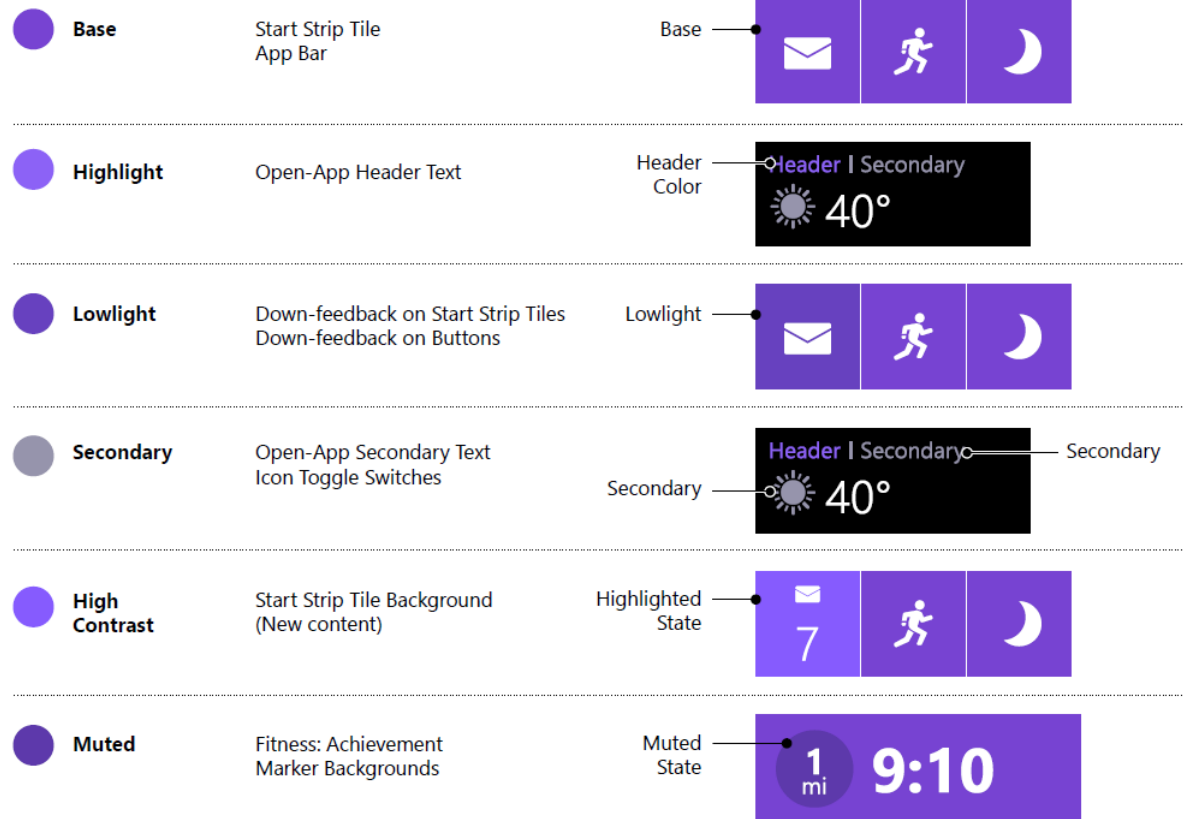 Base
Start Strip Tile
App Bar
Base
Highlight
Open-App Header Text
Header
Color
Header | Secondary
40°
Lowlight
Down-feedback on Start Strip Tiles
Down-feedback on Buttons
Lowlight
Secondary
Open-App Secondary Text
Icon Toggle Switches
Secondary
Header | Secondary
40°
Secondary
High
Contrast
Start Strip Tile Background
(New content)
Highlighted
State
7
Muted
Fitness: Achievement
Marker Backgrounds
Muted
State
1
mi
9:10